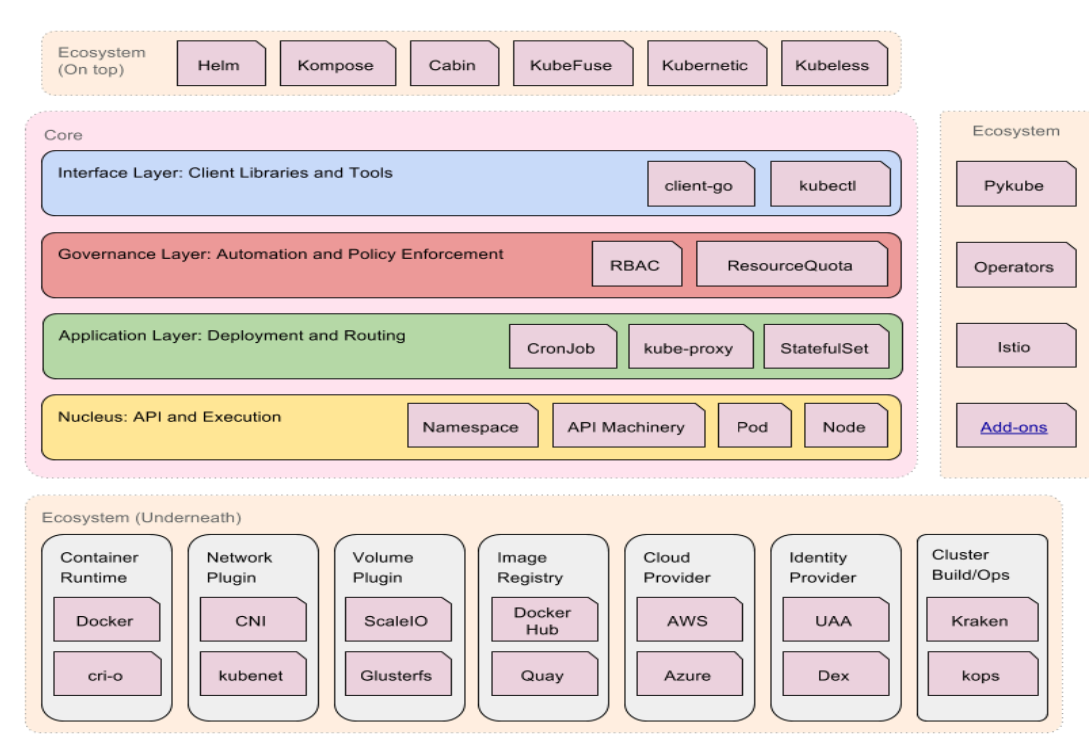 Ecosystem
(On top)
Helm
Kompose
Cabin
KubeFuse
Kubernetic
Kubeless
Core
Interface Layer: Client Libraries and Tools
client-go
kubectl
Governance Layer: Automation and Policy Enforcement
RBAC
ResourceQuota
Application Layer: Deployment and Routing
CronJob
kube-proxy
StatefulSet
Nucleus: API and Execution
Namespace
API Machinery
Pod
Node
Ecosystem
Pykube
Operators
Istio
Add-ons
Ecosystem (Underneath)
Container
Runtime
Docker
cri-o
Network
Plugin
CNI
kubenet
Volume
Plugin
ScaleIO
Glusterfs
Image
Registry
Docker
Hub
Quay
Cloud
Provider
AWS
Azure
Identity
Provider
UAA
Dex
Cluster
Build/Ops
Kraken
kops